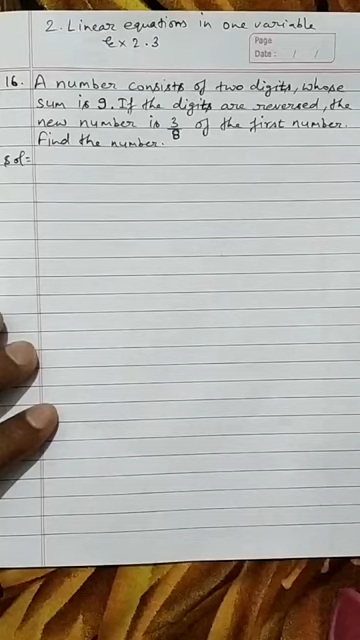 2. Linear equations in one variable
Ex 2.3
Page
Date : / /
16. A number consists of two digits, whose
sum is 9. If the digits are reversed, the
new number is 3/8 of the first number.
Find the number.
Sol=